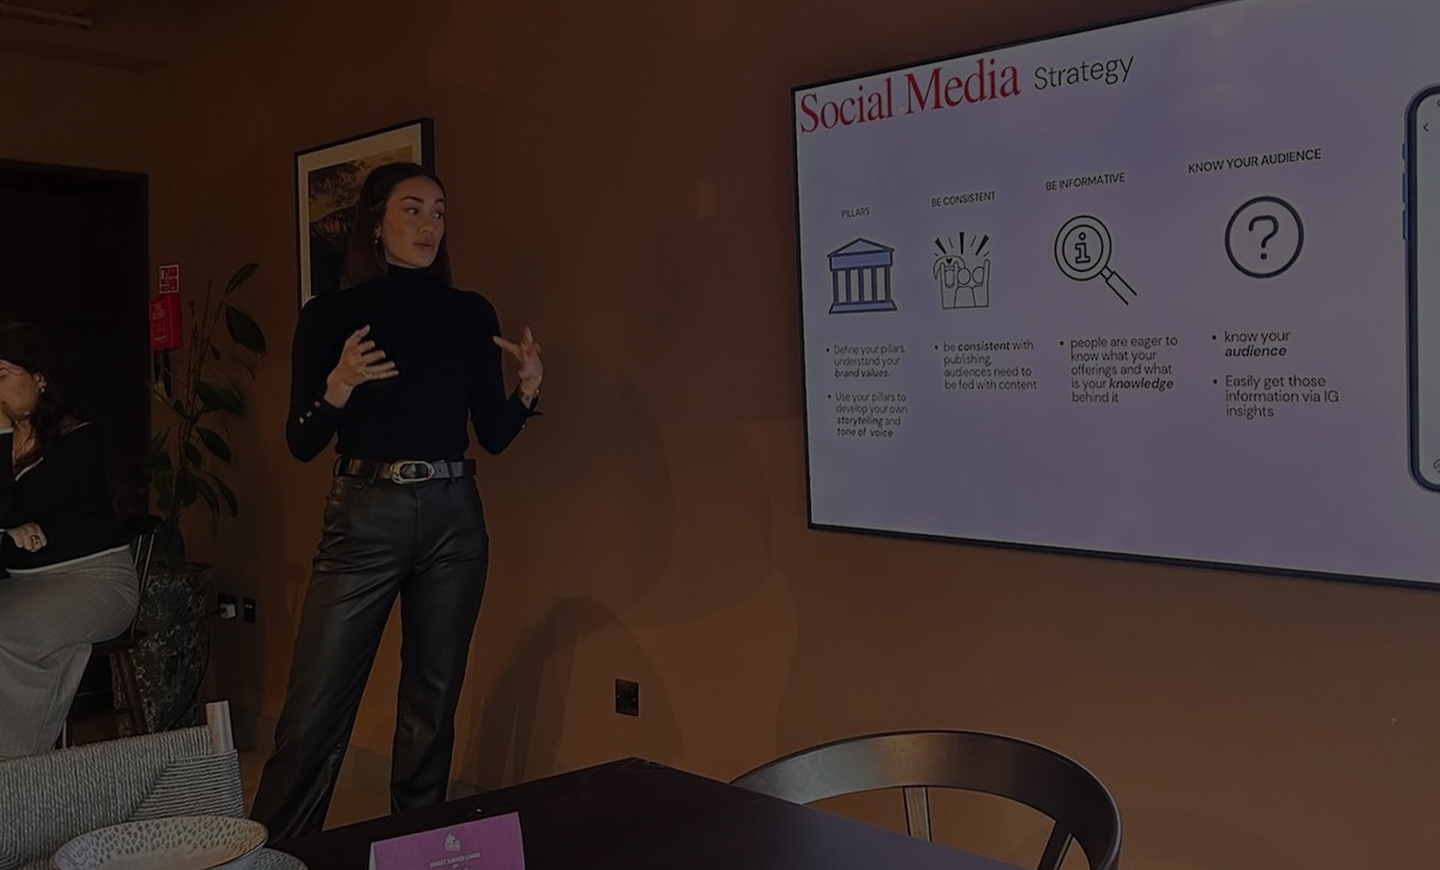 Social Media Strategy
PILLARS
• Define your pillars,
understand your
brand values.
• Use your pillars to
develop your own
storytelling and
tone of voice
BE CONSISTENT
• be consistent with
publishing,
audiences need to
be fed with content
BE INFORMATIVE
i
• people are eager to
know what your
offerings and what
is your knowledge
behind it
KNOW YOUR AUDIENCE
?
• know your
audience
• Easily get those
information via IG
insights